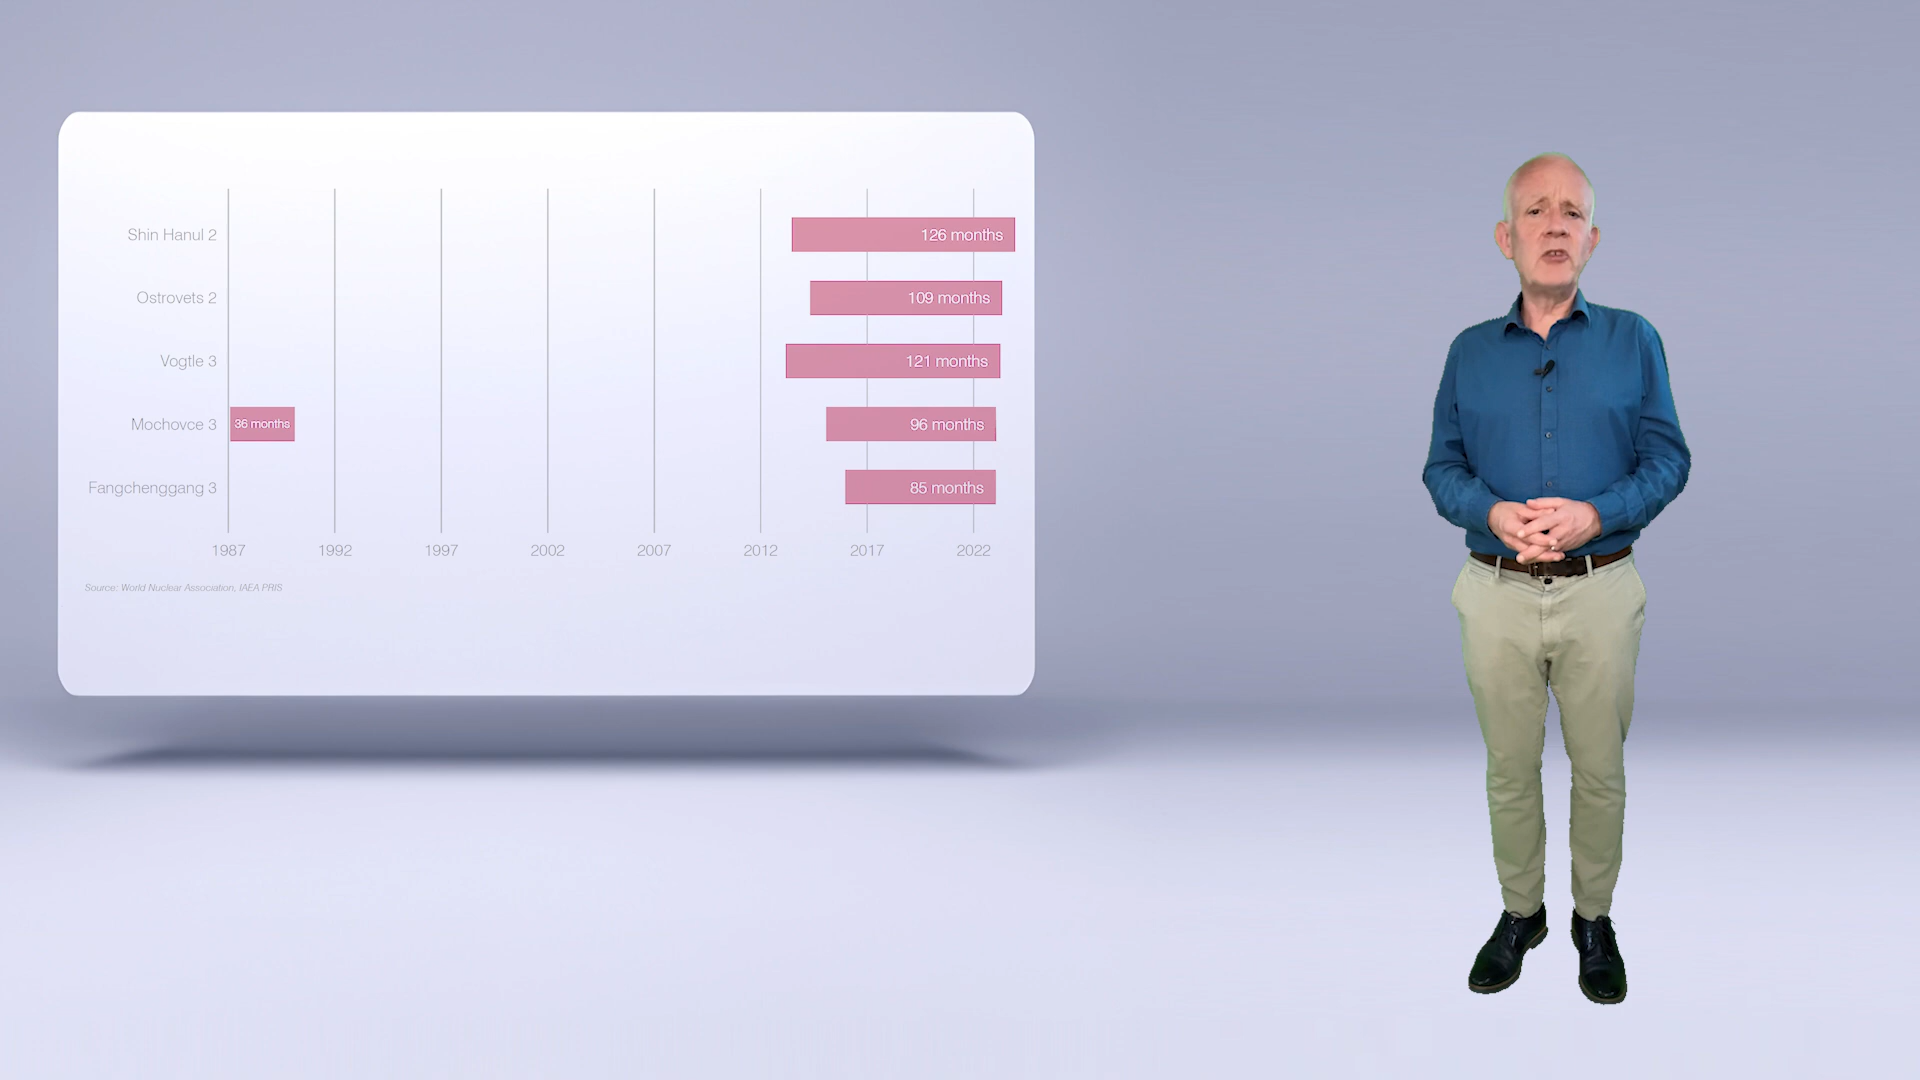 Shin Hanul 2
126 months
Ostrovets 2
109 months
Vogtle 3
121 months
Mochovce 3
36 months
96 months
Fangchenggang 3
85 months
1987 1992 1997 2002 2007 2012 2017 2022
Source: World Nuclear Association, IAEA PRIS